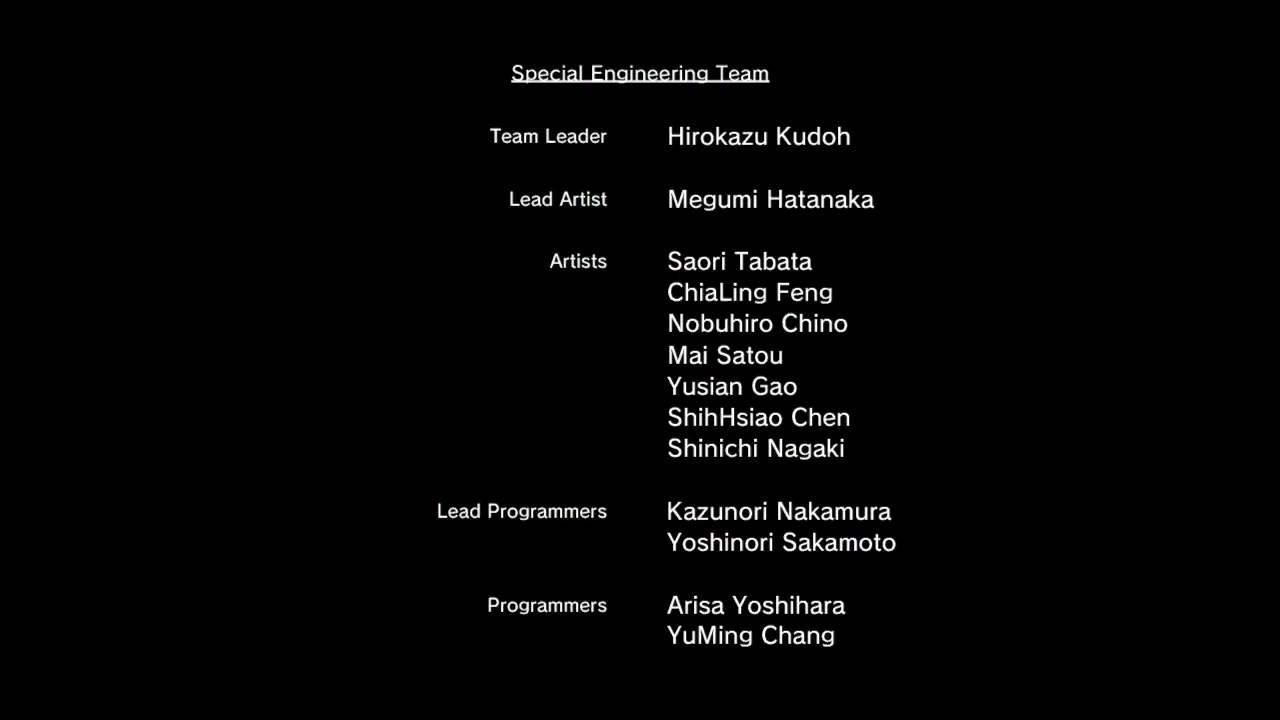 Special Engineering Team
Team Leader Hirokazu Kudoh
Lead Artist Megumi Hatanaka
Artists Saori Tabata
ChiaLing Feng
Nobuhiro Chino
Mai Satou
Yusian Gao
ShihHsiao Chen
Shinichi Nagaki
Lead Programmers Kazunori Nakamura
Yoshinori Sakamoto
Programmers Arisa Yoshihara
YuMing Chang